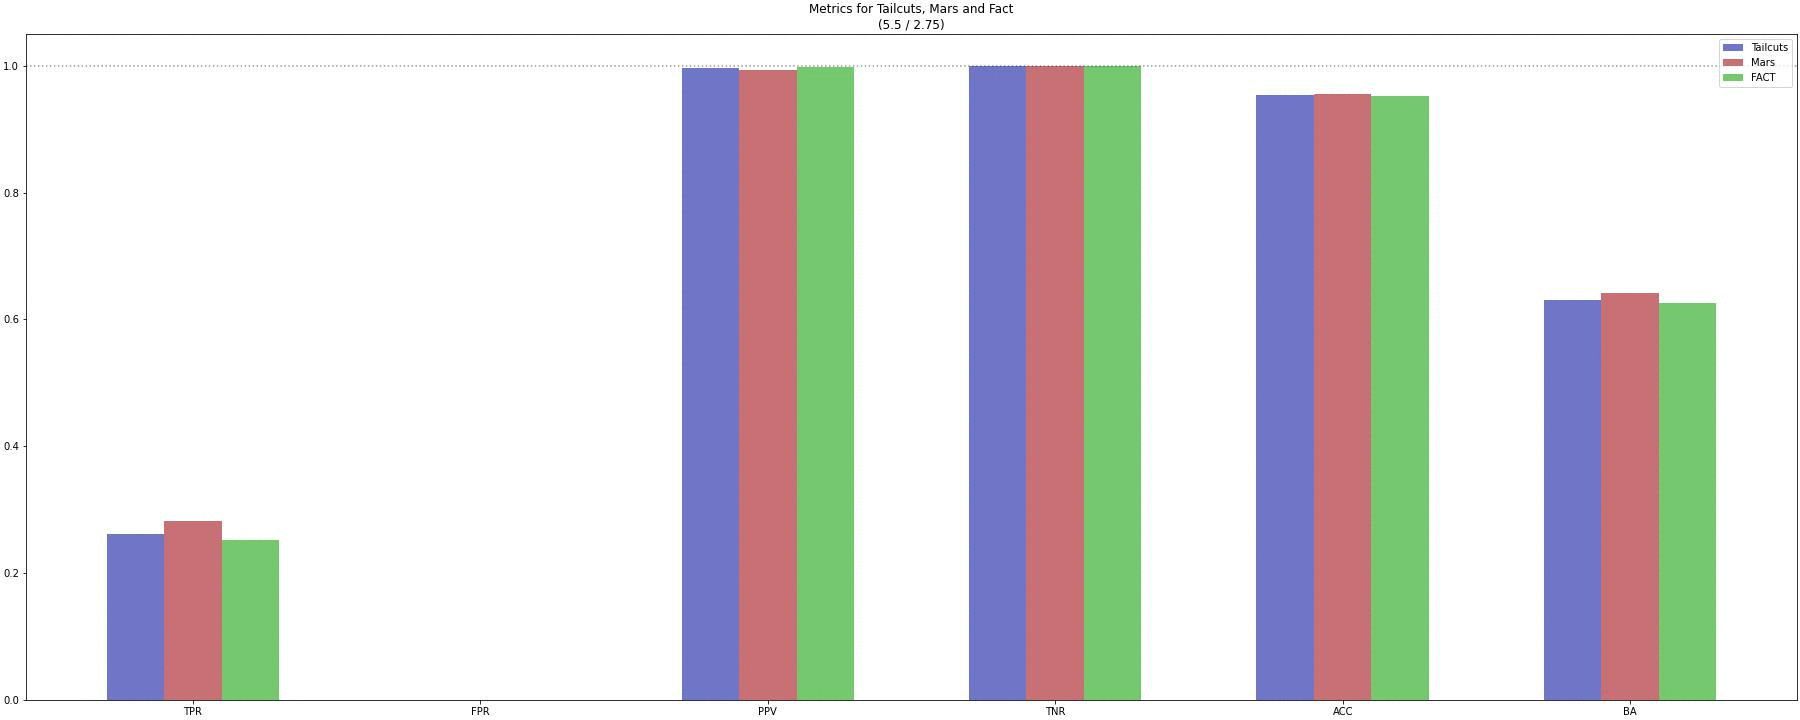 Metrics for Tailcuts, Mars and Fact
(5.5 / 2.75)
Tailcuts
Mars
FACT
1.0
0.8
0.6
0.4
0.2
0.0
TPR FPR PPV TNR ACC BA